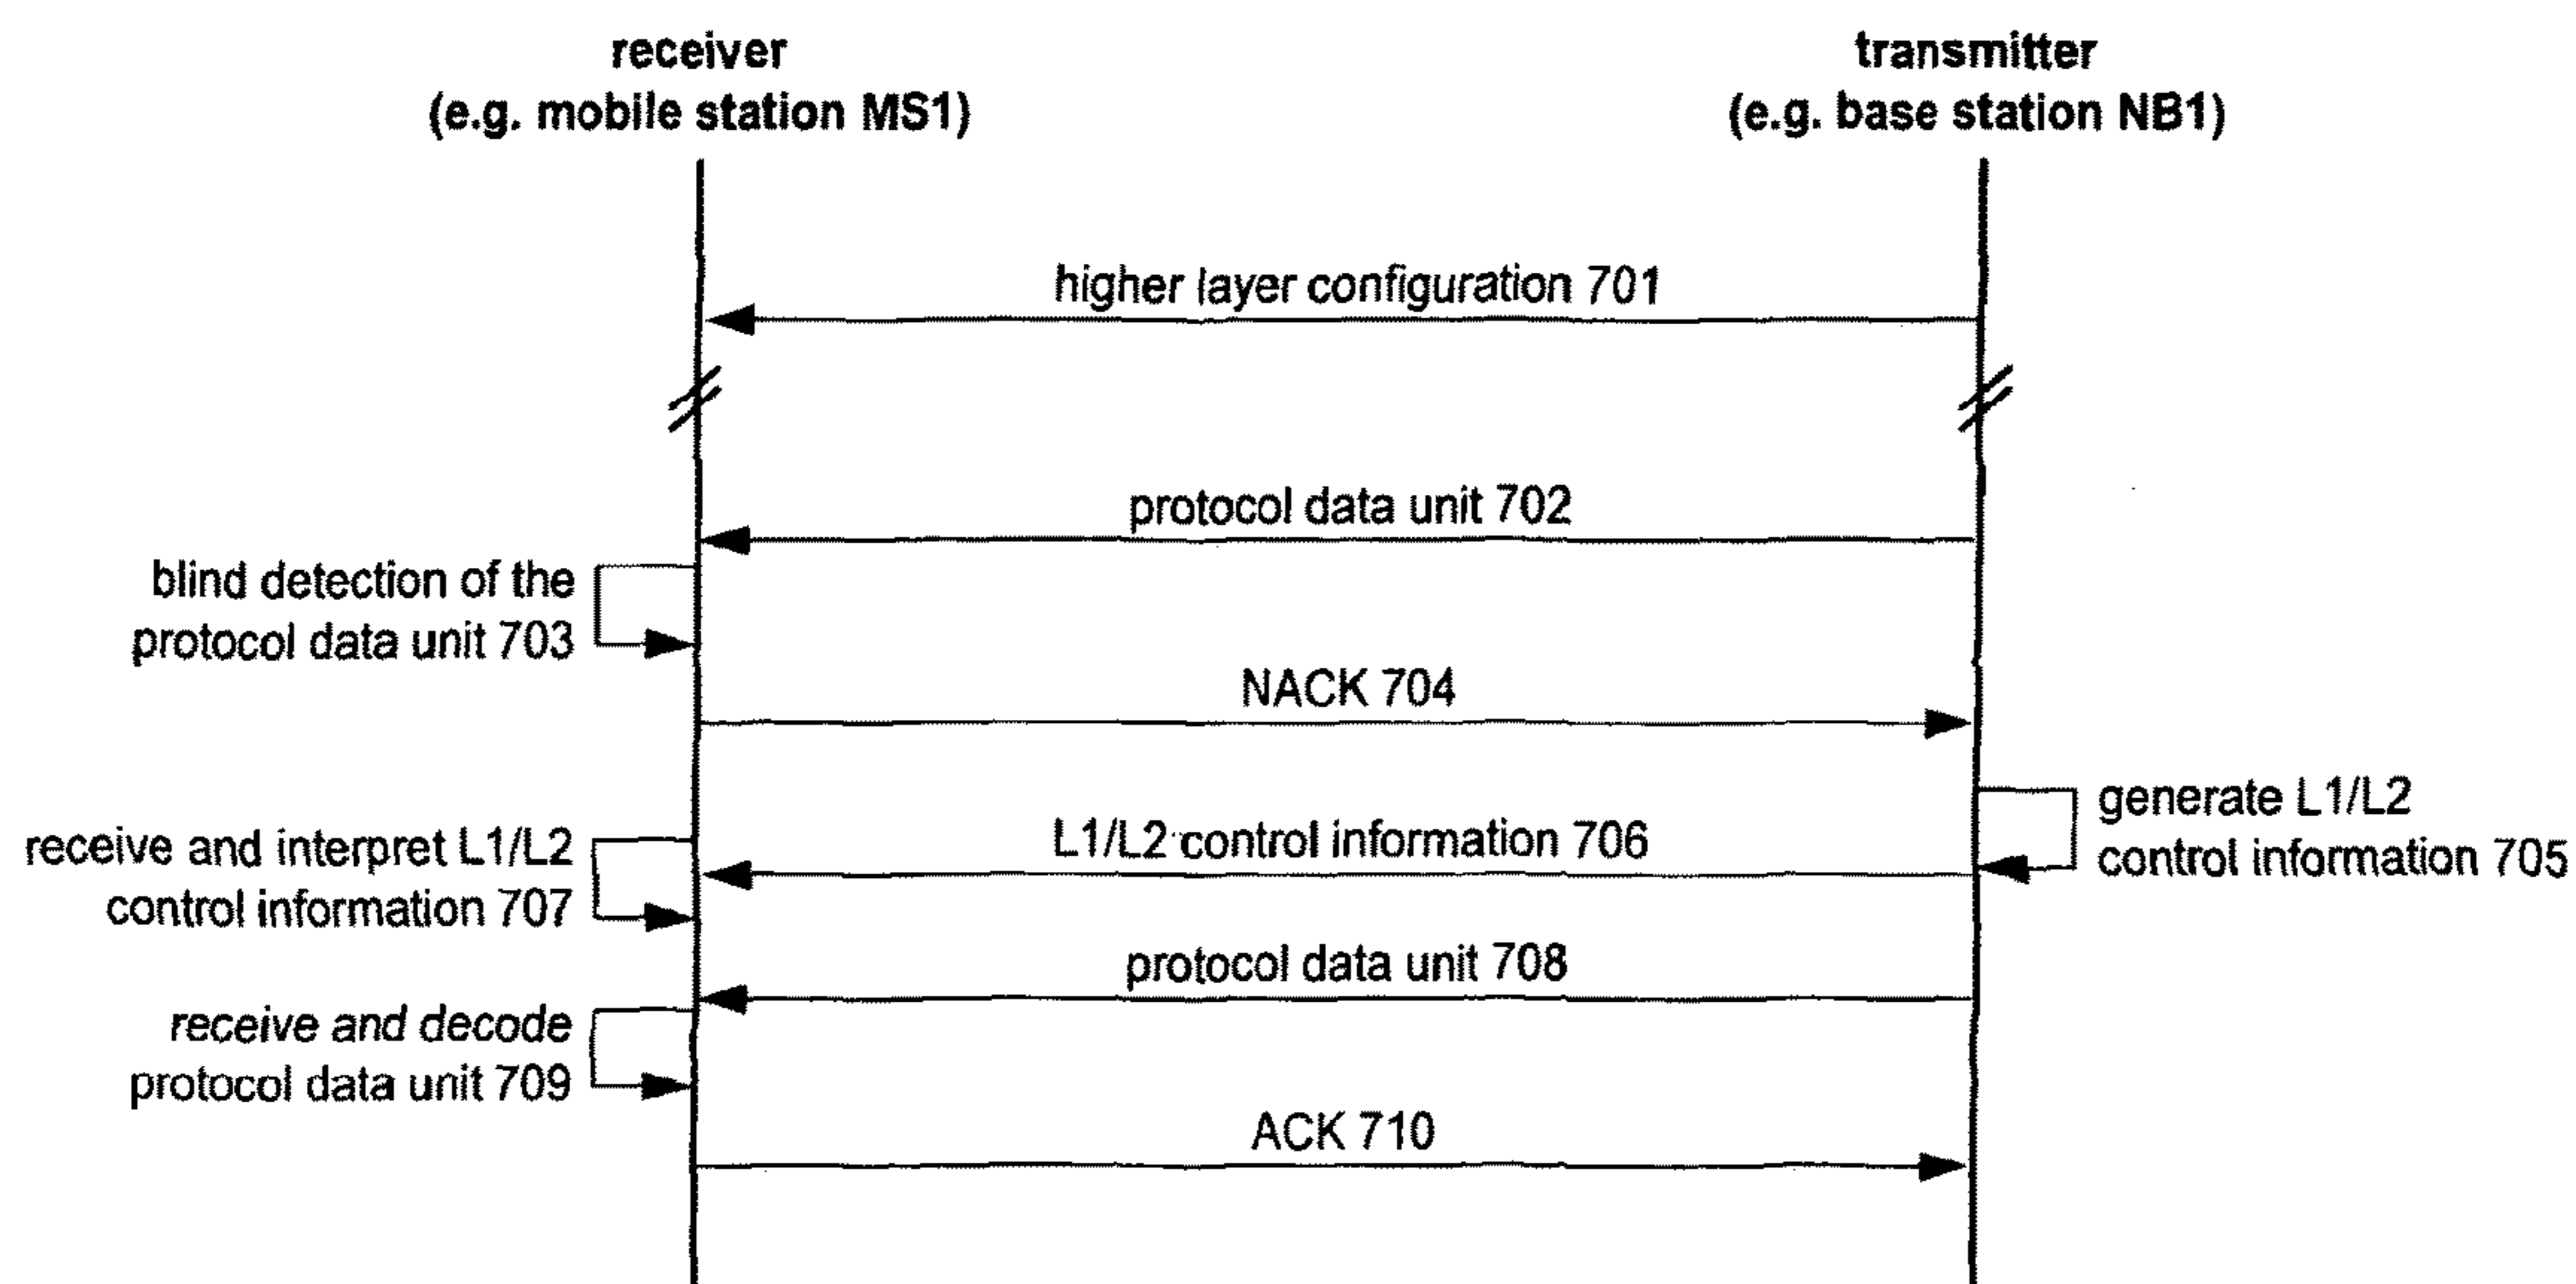 receiver
(e.g. mobile station MS1)
transmitter
(e.g. base station NB1)
higher layer configuration 701
protocol data unit 702
blind detection of the
protocol data unit 703
NACK 704
generate L1/L2
control information 705
L1/L2 control information 706
receive and interpret L1/L2
control information 707
protocol data unit 708
receive and decode
protocol data unit 709
ACK 710